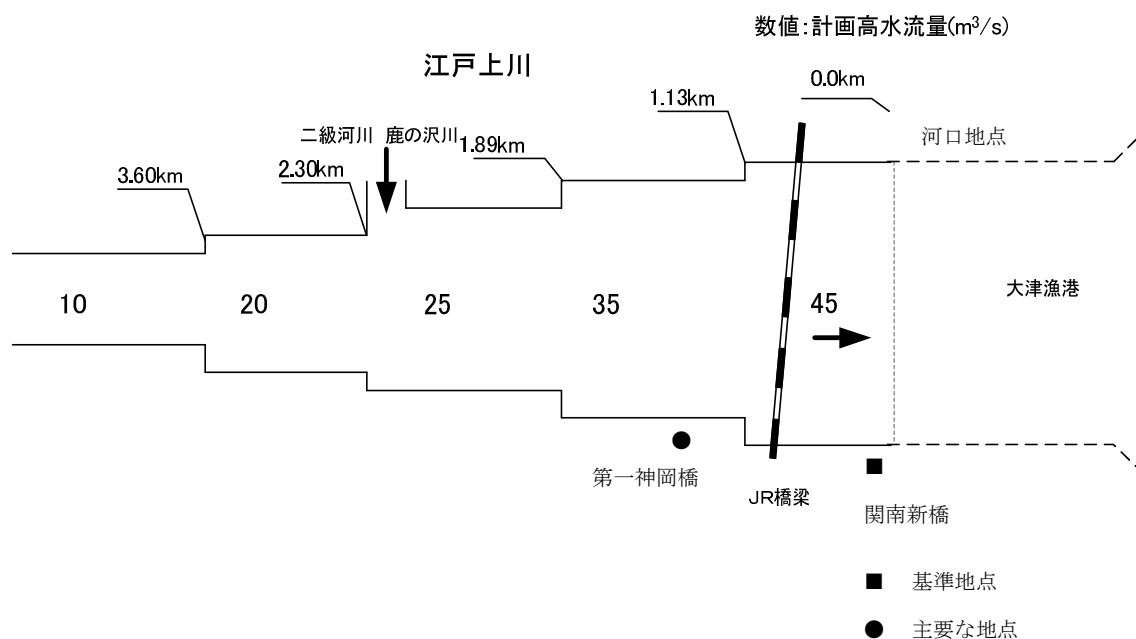 数値:計画高水流量(m³/s)
江戸上川
0.0km
1.13km
河口地点
二級河川 鹿の沢川
1.89km
3.60km
2.30km
10
20
25
35
45
大津漁港
第一神岡橋
JR橋梁
関南新橋
■ 基準地点
● 主要な地点